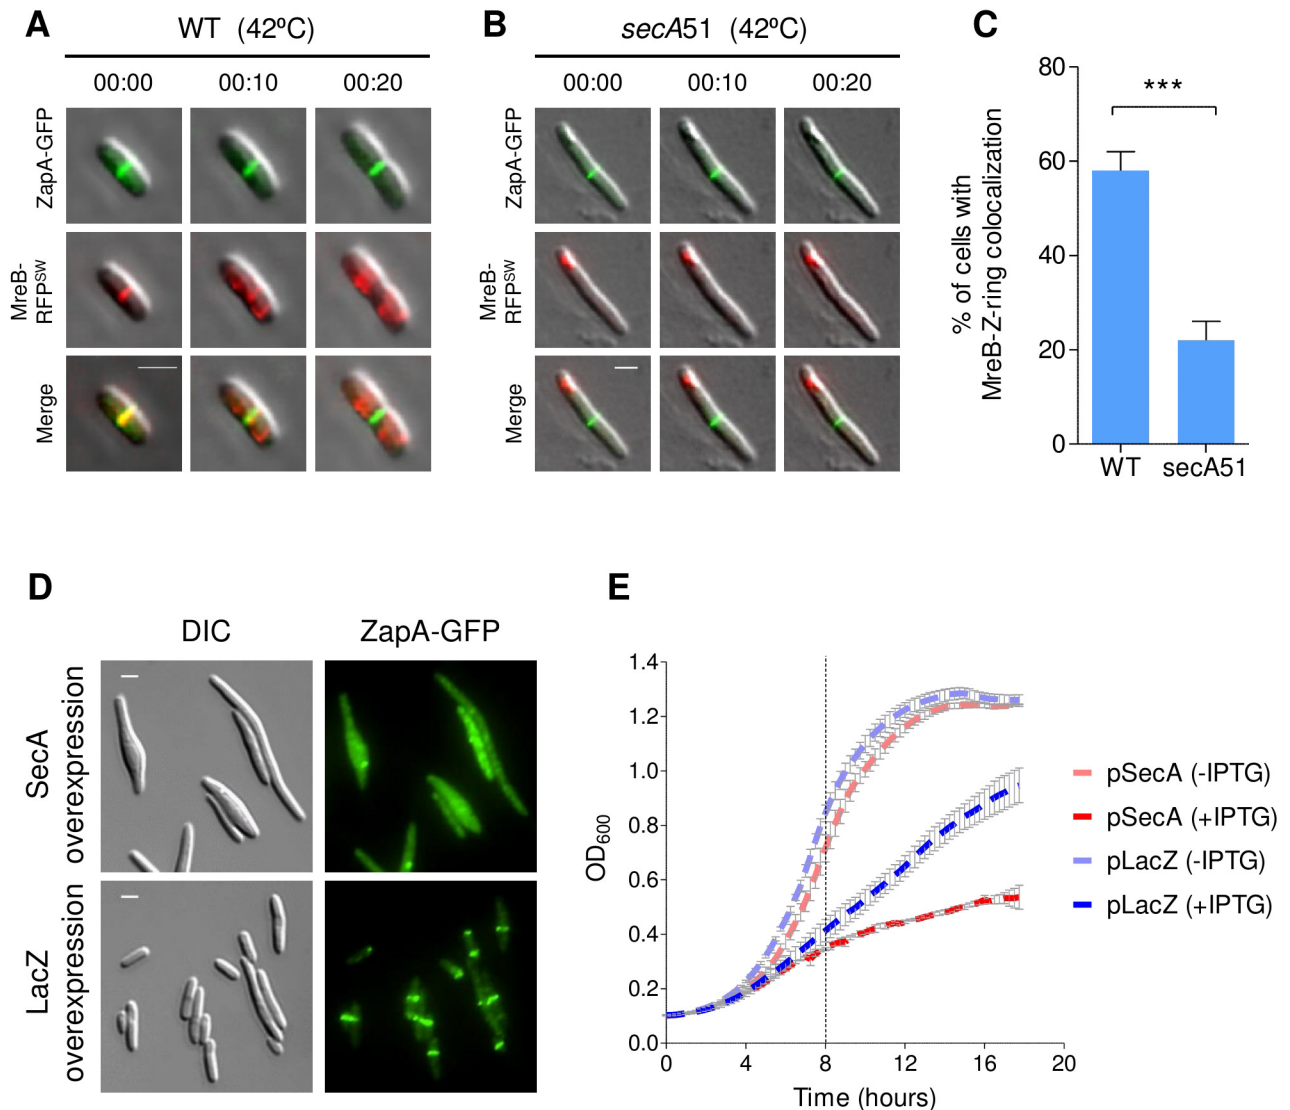 A
WT (42ºC)
00:00 00:10 00:20
ZapA-GFP
MreB-
RFPSW
Merge
B
secA51 (42ºC)
00:00 00:10 00:20
ZapA-GFP
MreB-
RFPSW
Merge
C
80
60
40
20
0
% of cells with
MreB-Z-ring colocalization
***
WT secA51
D
DIC ZapA-GFP
SecA
overexpression
LacZ
overexpression
E
1.4
1.2
1.0
0.8
0.6
0.4
0.2
0.0
OD600
0 4 8 12 16 20
Time (hours)
pSecA (-IPTG)
pSecA (+IPTG)
pLacZ (-IPTG)
pLacZ (+IPTG)